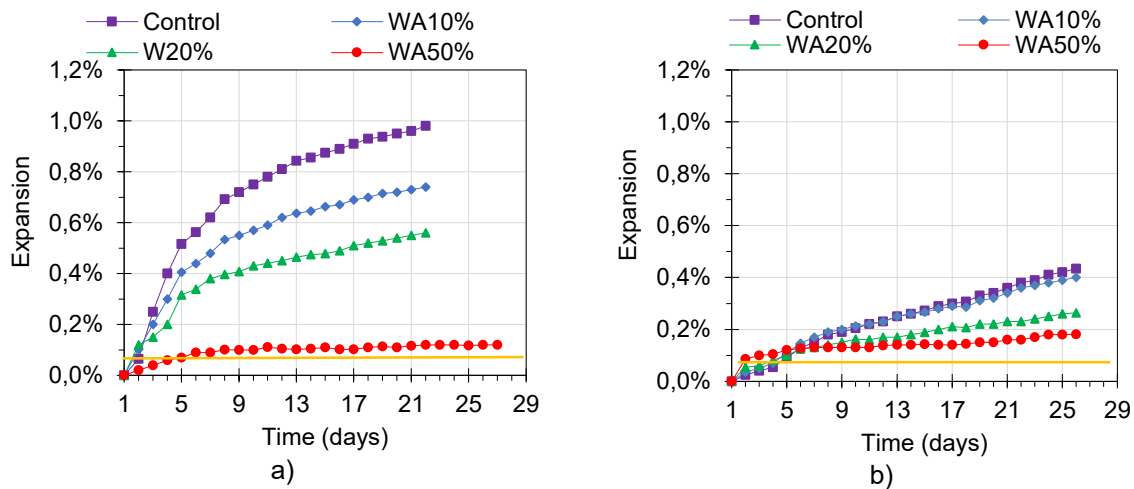 Control WA10%
W20% WA50%
1,2%
1,0%
0,8%
0,6%
0,4%
0,2%
0,0%
1 5 9 13 17 21 25 29
Expansion
Time (days)
a)
Control WA10%
WA20% WA50%
1,2%
1,0%
0,8%
0,6%
0,4%
0,2%
0,0%
1 5 9 13 17 21 25 29
Expansion
Time (days)
b)